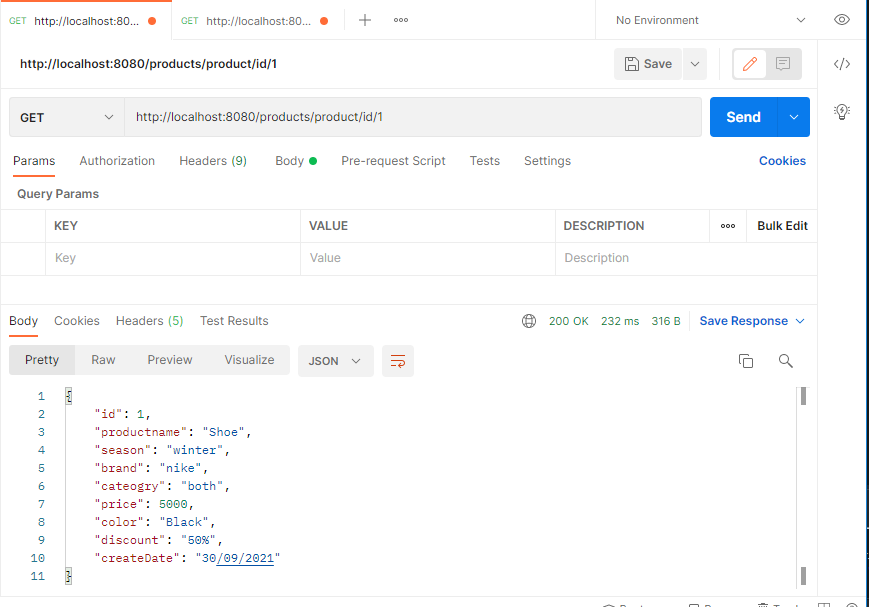 GET http://localhost:80... GET http://localhost:80... No Environment
http://localhost:8080/products/product/id/1 Save
GET http://localhost:8080/products/product/id/1 Send
Params Authorization Headers (9) Body Pre-request Script Tests Settings Cookies
Query Params
KEY VALUE DESCRIPTION Bulk Edit
Key Value Description
Body Cookies Headers (5) Test Results 200 OK 232 ms 316 B Save Response
Pretty Raw Preview Visualize JSON
1 {
2 "id": 1,
3 "productname": "Shoe",
4 "season": "winter",
5 "brand": "nike",
6 "cateogry": "both",
7 "price": 5000,
8 "color": "Black",
9 "discount": "50%",
10 "createDate": "30/09/2021"
11 }